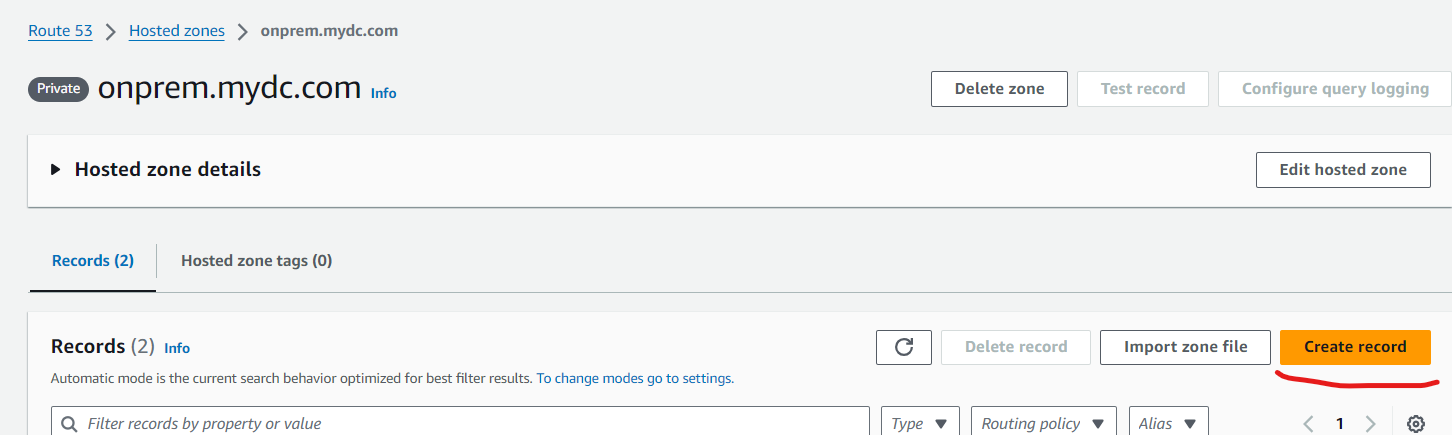 Route 53 Hosted zones onprem.mydc.com
Private onprem.mydc.com Info Delete zone Test record Configure query logging
Hosted zone details Edit hosted zone
Records (2) Hosted zone tags (0)
Records (2) Info Delete record Import zone file Create record
Automatic mode is the current search behavior optimized for best filter results. To change modes go to settings.
Filter records by property or value Type Routing policy Alias 1